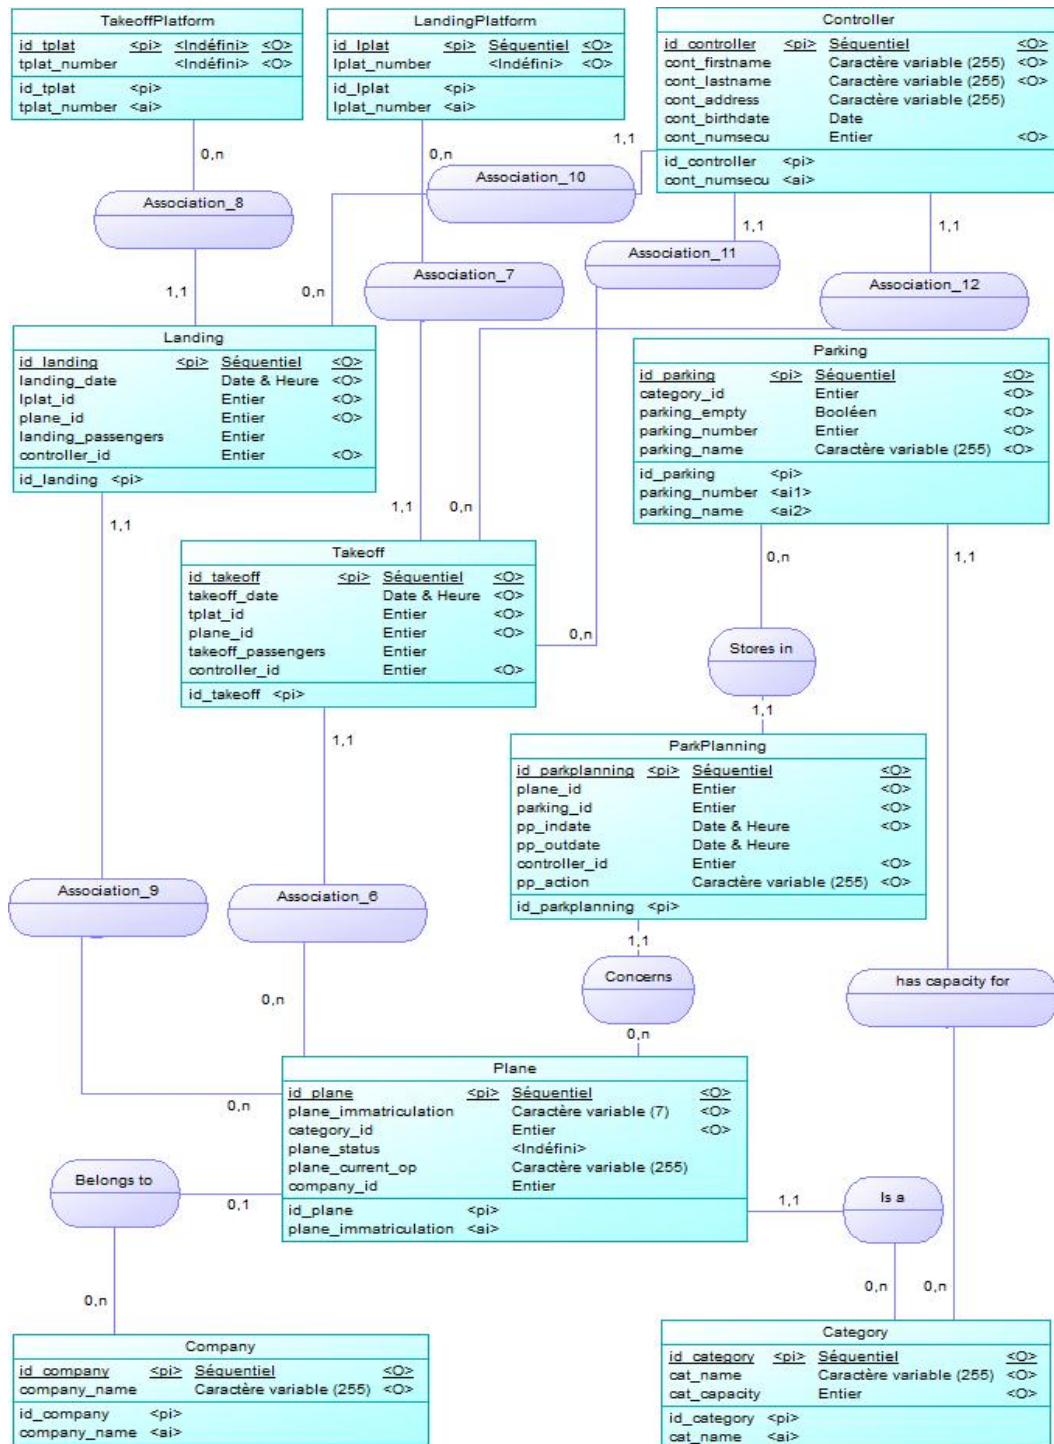 TakeoffPlatform
id_tplat <pi> <Indéfini> <O>
tplat_number <Indéfini> <O>
id_tplat <pi>
tplat_number <ai>
LandingPlatform
id_lplat <pi> Séquentiel <O>
lplat_number <Indéfini> <O>
id_lplat <pi>
lplat_number <ai>
Controller
id_controller <pi> Séquentiel <O>
cont_firstname Caractère variable (255) <O>
cont_lastname Caractère variable (255) <O>
cont_address Caractère variable (255)
cont_birthdate Date
cont_numsecu Entier <O>
id_controller <pi>
cont_numsecu <ai>
0,n
0,n
1,1
Association_8
Association_10
Association_7
Association_11
Association_12
1,1
0,n
1,1
1,1
Landing
id_landing <pi> Séquentiel <O>
landing_date Date & Heure <O>
lplat_id Entier <O>
plane_id Entier <O>
landing_passengers Entier
controller_id Entier <O>
id_landing <pi>
Parking
id_parking <pi> Séquentiel <O>
category_id Entier <O>
parking_empty Booléen <O>
parking_number Entier <O>
parking_name Caractère variable (255) <O>
id_parking <pi>
parking_number <ai1>
parking_name <ai2>
1,1
1,1
0,n
0,n
1,1
Takeoff
id_takeoff <pi> Séquentiel <O>
takeoff_date Date & Heure <O>
tplat_id Entier <O>
plane_id Entier <O>
takeoff_passengers Entier
controller_id Entier <O>
id_takeoff <pi>
0,n
Stores in
1,1
1,1
ParkPlanning
id_parkplanning <pi> Séquentiel <O>
plane_id Entier <O>
parking_id Entier <O>
pp_indate Date & Heure <O>
pp_outdate Date & Heure
controller_id Entier <O>
pp_action Caractère variable (255) <O>
id_parkplanning <pi>
Association_9
Association_6
1,1
Concerns
has capacity for
0,n
0,n
0,n
Plane
id_plane <pi> Séquentiel <O>
plane_immatriculation Caractère variable (7) <O>
category_id Entier <O>
plane_status <Indéfini>
plane_current_op Caractère variable (255)
company_id Entier
id_plane <pi>
plane_immatriculation <ai>
Belongs to
0,1
1,1
Is a
0,n
0,n
0,n
Company
id_company <pi> Séquentiel <O>
company_name Caractère variable (255) <O>
id_company <pi>
company_name <ai>
Category
id_category <pi> Séquentiel <O>
cat_name Caractère variable (255) <O>
cat_capacity Entier <O>
id_category <pi>
cat_name <ai>